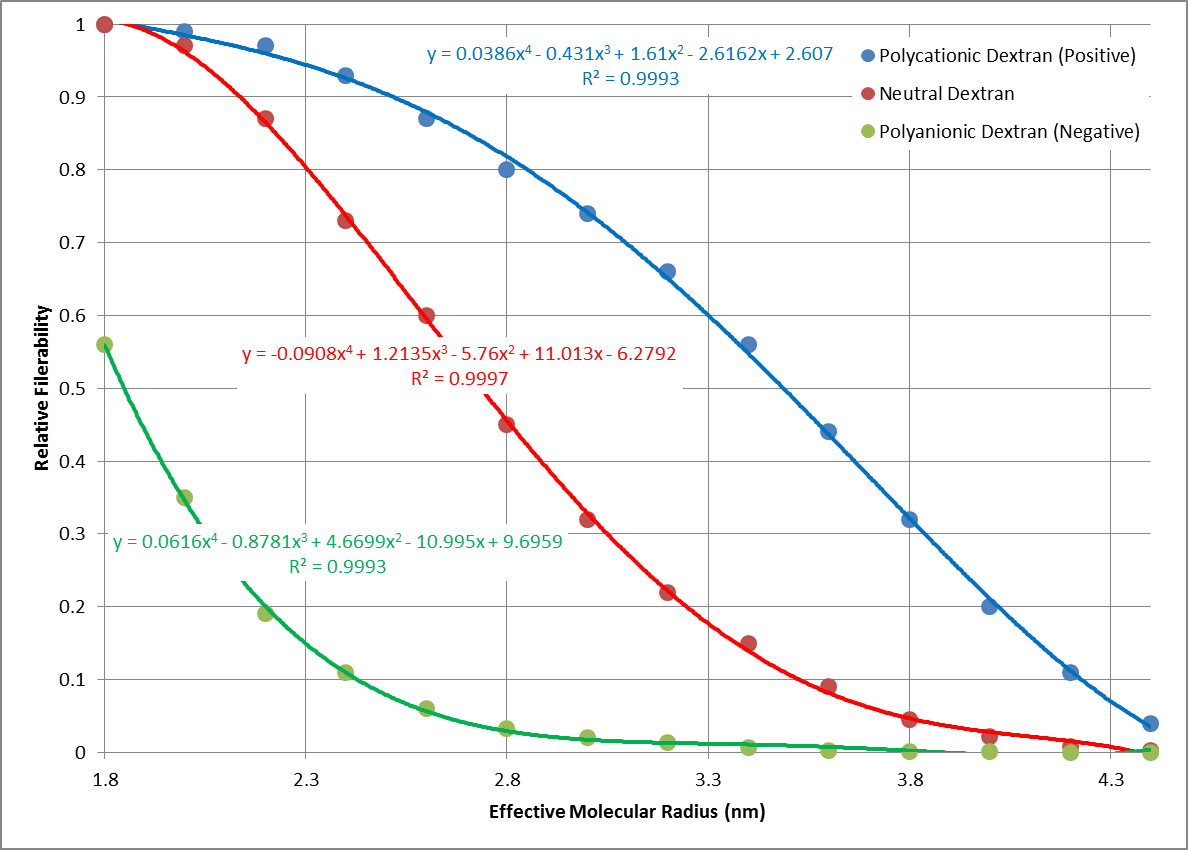 1
0.9
0.8
0.7
0.6
0.5
0.4
0.3
0.2
0.1
0
Relative Filerability
y = 0.0386x⁴ - 0.431x³ + 1.61x² - 2.6162x + 2.607
R² = 0.9993
Polycationic Dextran (Positive)
Neutral Dextran
Polyanionic Dextran (Negative)
y = -0.0908x⁴ + 1.2135x³ - 5.76x² + 11.013x - 6.2792
R² = 0.9997
y = 0.0616x⁴ - 0.8781x³ + 4.6699x² - 10.995x + 9.6959
R² = 0.9993
1.8 2.3 2.8 3.3 3.8 4.3
Effective Molecular Radius (nm)